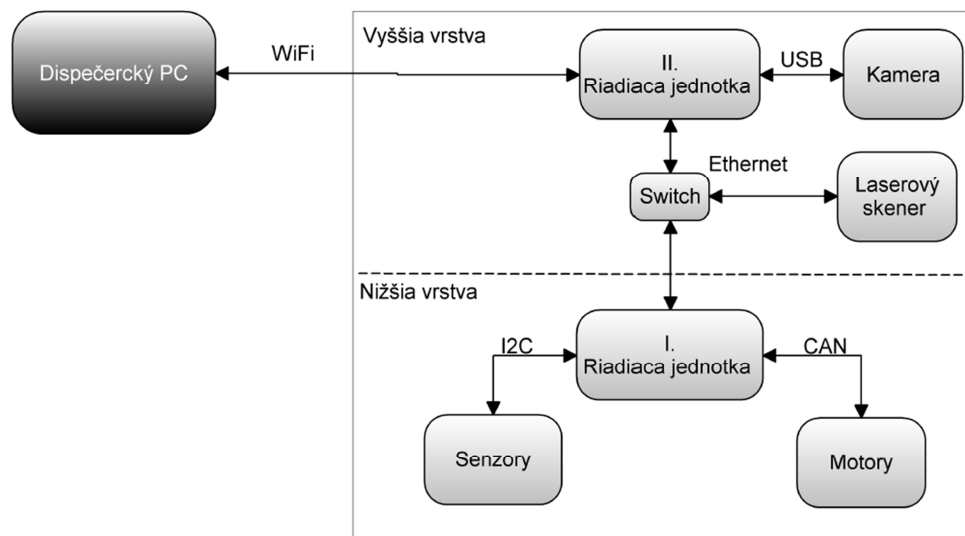 Dispečercký PC
WiFi
Vyššia vrstva
II.
Riadiaca jednotka
USB
Kamera
Ethernet
Switch
Laserový
skener
Nižšia vrstva
I2C
I.
Riadiaca jednotka
CAN
Senzory
Motory